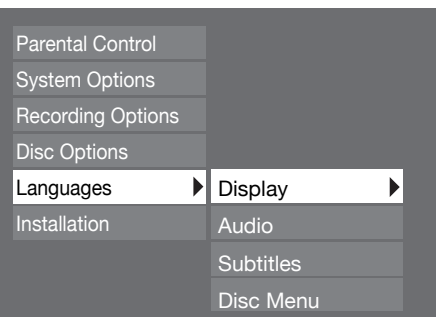 Parental Control
System Options
Recording Options
Disc Options
Languages
Installation
Display
Audio
Subtitles
Disc Menu